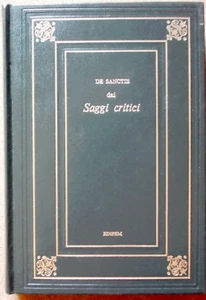 DE SANCTIS
dai
Saggi critici
EDIPEM